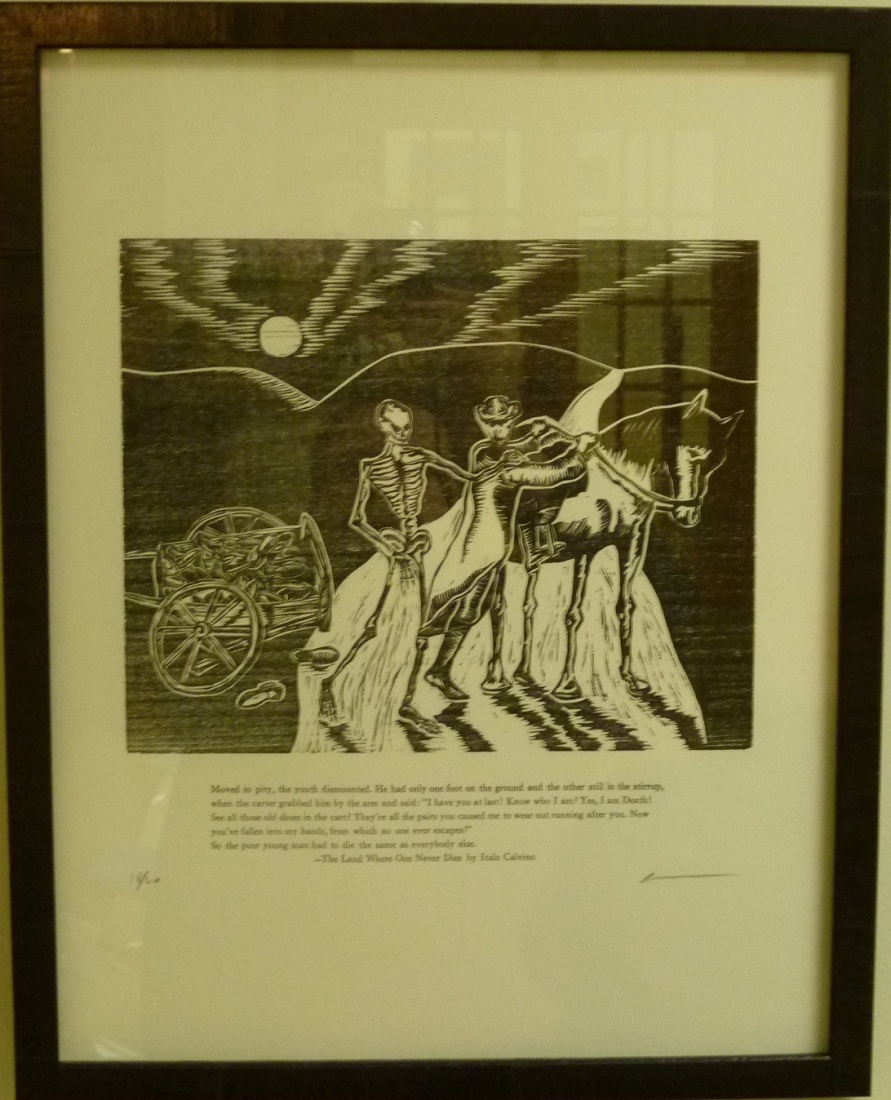 Moved to pity, the youth dismounted. He had only one foot on the ground and the other still in the stirrup,
when the carter grabbed him by the arm and said: "I have you at last! Know who I am? Yes, I am Death!
See all those old shoes in the cart? They're all the pairs you caused me to wear out running after you. Now
you've fallen into my hands, from which no one ever escapes!"
So the poor young man had to die the same as everybody else.
—The Land Where One Never Dies by Italo Calvino